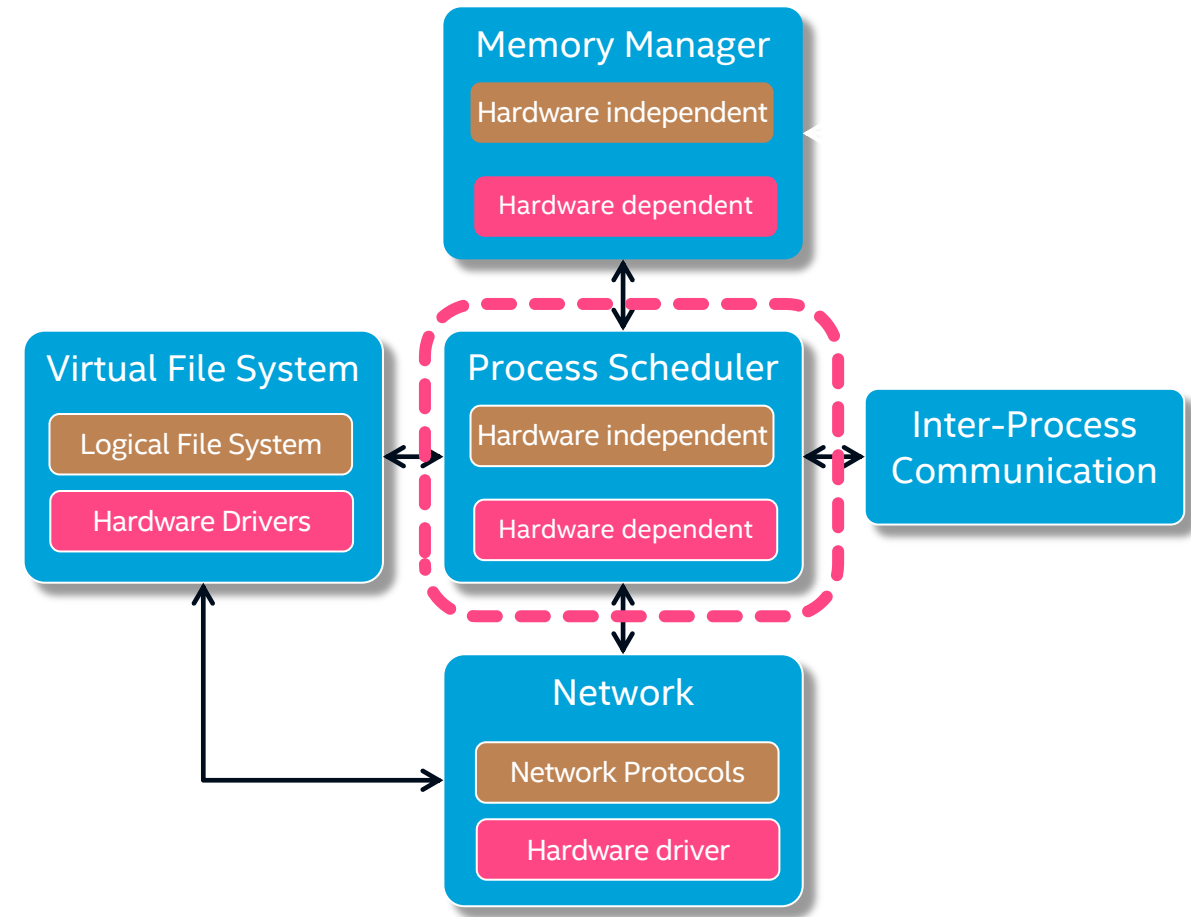 Memory Manager
Hardware independent
Hardware dependent
Virtual File System
Logical File System
Hardware Drivers
Process Scheduler
Hardware independent
Hardware dependent
Inter-Process
Communication
Network
Network Protocols
Hardware driver